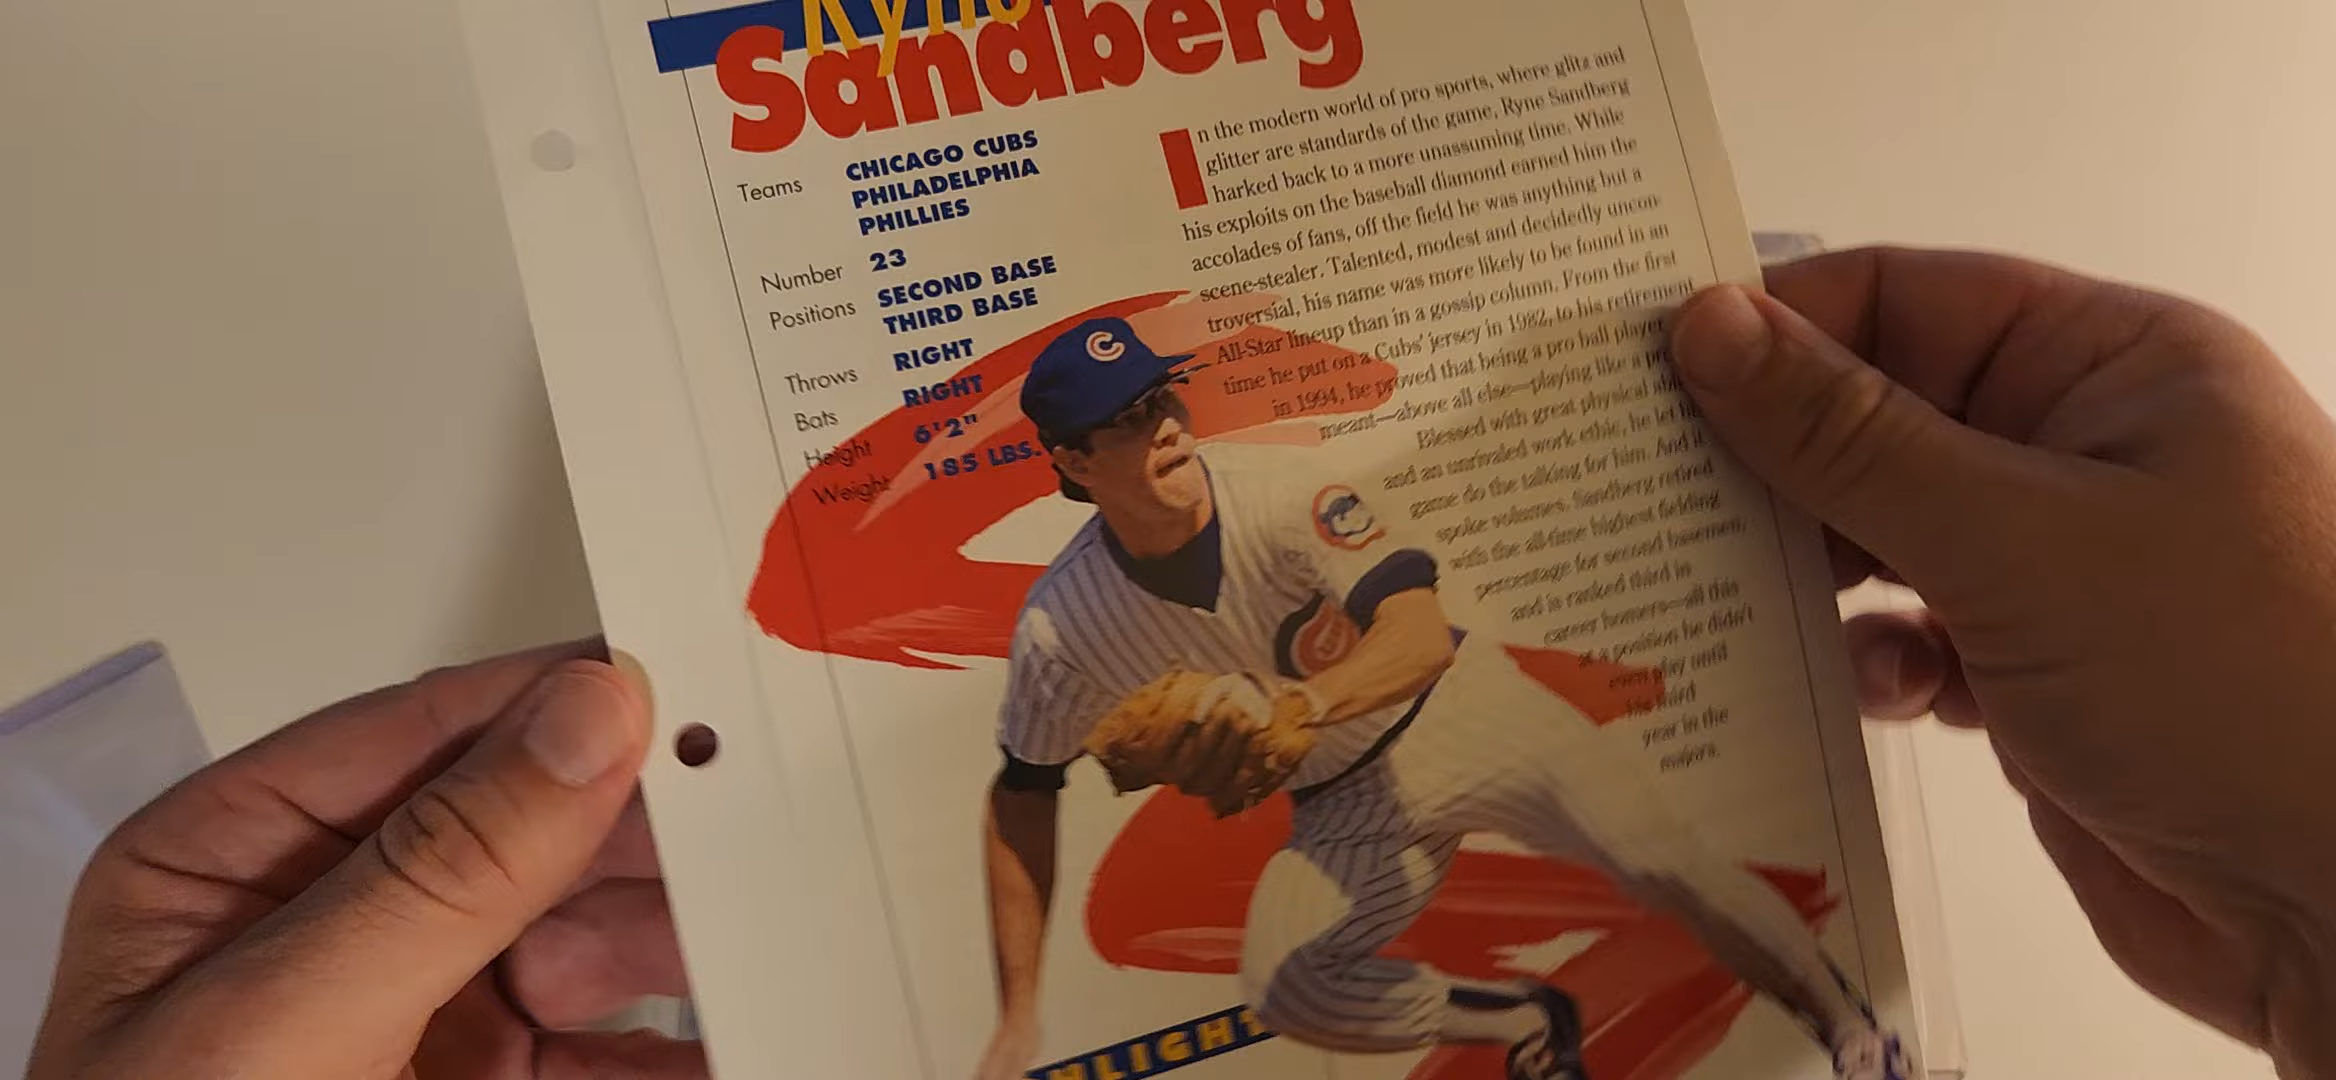 Ryne
Sandberg
Teams CHICAGO CUBS
PHILADELPHIA
PHILLIES
Number 23
Positions SECOND BASE
THIRD BASE
Throws RIGHT
Bats RIGHT
Height 6'2"
Weight 185 LBS.
In the modern world of pro sports, where glitz and
glitter are standards of the game, Ryne Sandberg
harked back to a more unassuming time. While
his exploits on the baseball diamond earned him the
accolades of fans, off the field he was anything but a
scene-stealer. Talented, modest and decidedly uncon-
troversial, his name was more likely to be found in an
All-Star lineup than in a gossip column. From the first
time he put on a Cubs' jersey in 1982, to his retirement
in 1994, he proved that being a pro ball player
meant—above all else—playing like a
Blessed with great physical
and an unrivaled work ethic, he let
game do the talking for him. And it
spoke volumes. Sandberg retired
with the all-time highest fielding
percentage for second basemen,
and is ranked third in
career homers—all this
at a position he didn't
even play until
his third
year in the
majors.
C